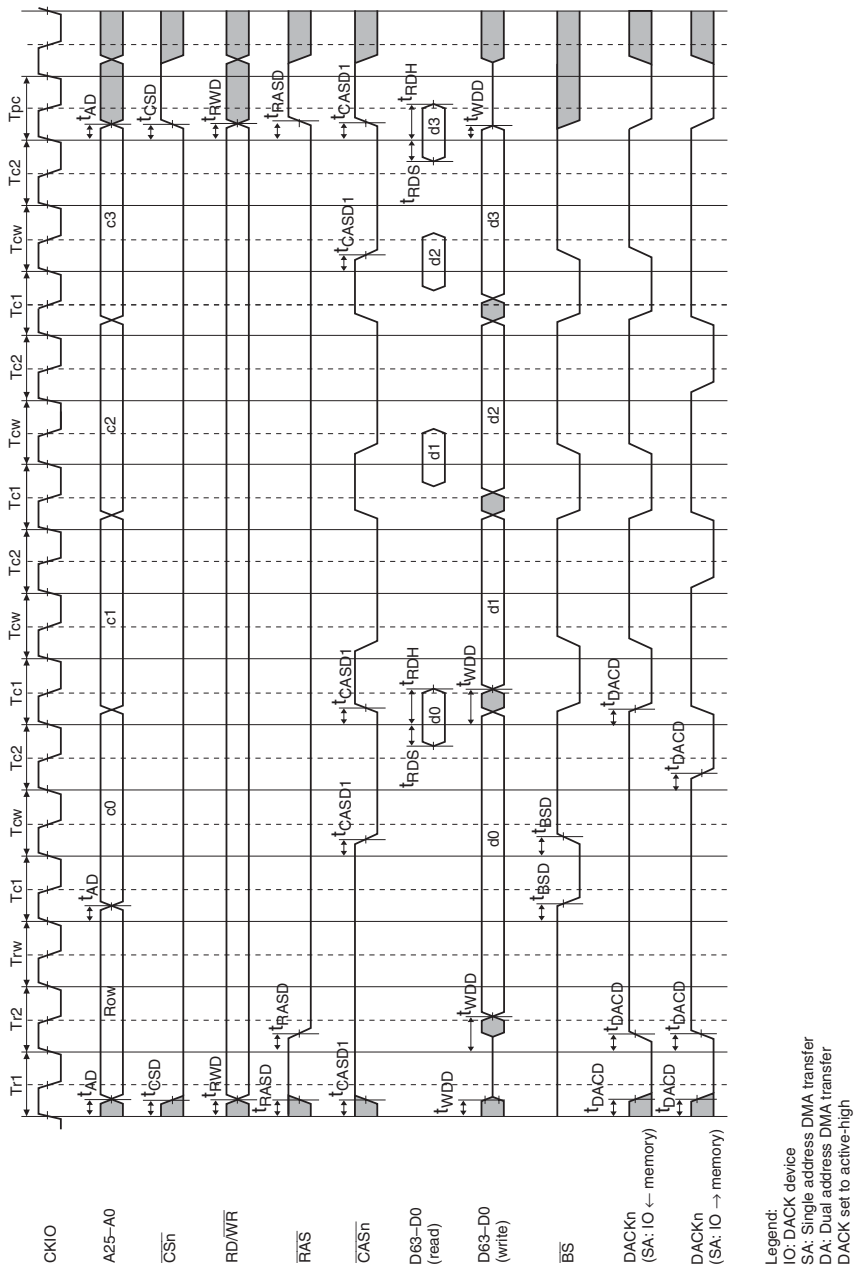 Tr1 Tr2 Trw Tc1 Tcw Tc2 Tc1 Tcw Tc2 Tc1 Tcw Tc2 Tc1 Tcw Tc2 Tpc
CKIO
tAD tAD tAD
A25–A0 Row c0 c1 c2 c3
tCSD tCSD
CSn
tRWD tRWD
RD/WR
tRASD tRASD tRASD
RAS
tCASD1 tCASD1 tCASD1 tCASD1 tCASD1
CASn
tRDS tRDH tRDS tRDH
D63–D0
(read) d0 d1 d2 d3
tWDD tWDD tWDD tWDD
D63–D0
(write) d0 d1 d2 d3
tBSD tBSD
BS
tDACD tDACD tDACD
DACKn
(SA: IO ← memory)
tDACD tDACD tDACD
DACKn
(SA: IO → memory)
Legend:
IO: DACK device
SA: Single address DMA transfer
DA: Dual address DMA transfer
DACK set to active-high